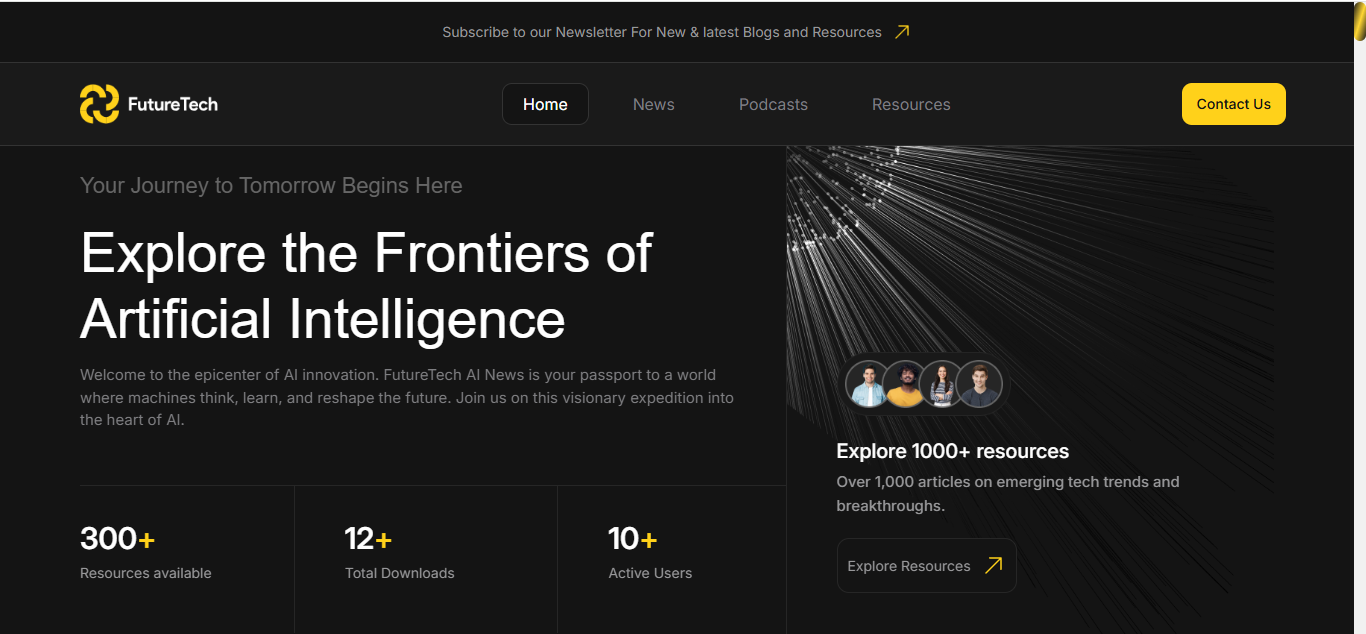 Subscribe to our Newsletter For New & latest Blogs and Resources
FutureTech
Home
News
Podcasts
Resources
Contact Us
Your Journey to Tomorrow Begins Here
Explore the Frontiers of
Artificial Intelligence
Welcome to the epicenter of AI innovation. FutureTech AI News is your passport to a world
where machines think, learn, and reshape the future. Join us on this visionary expedition into
the heart of AI.
300+
Resources available
12+
Total Downloads
10+
Active Users
Explore 1000+ resources
Over 1,000 articles on emerging tech trends and
breakthroughs.
Explore Resources